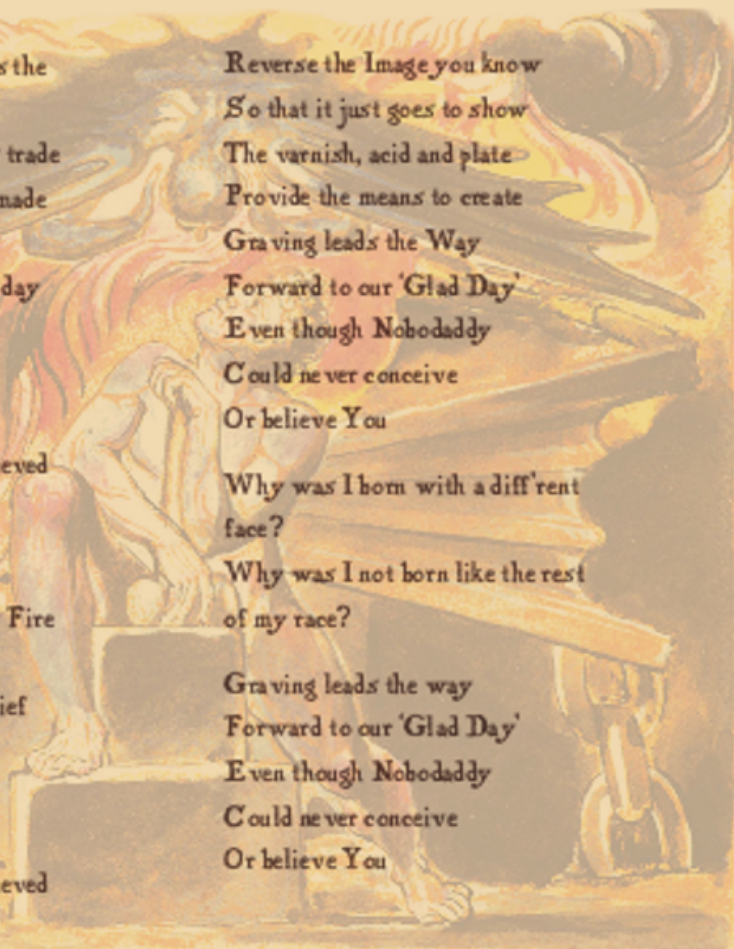 s the
trade
made
day
eved
Fire
ief
eved
Reverse the Image you know
So that it just goes to show
The varnish, acid and plate
Provide the means to create
Graving leads the Way
Forward to our 'Glad Day'
Even though Nobodaddy
Could never conceive
Or believe You
Why was I born with a diff'rent
face?
Why was I not born like the rest
of my race?
Graving leads the way
Forward to our 'Glad Day'
Even though Nobodaddy
Could never conceive
Or believe You